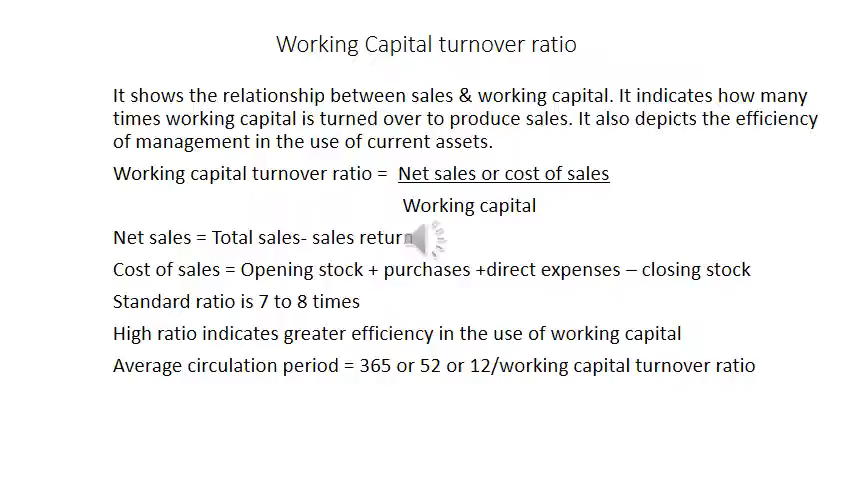 Working Capital turnover ratio
It shows the relationship between sales & working capital. It indicates how many
times working capital is turned over to produce sales. It also depicts the efficiency
of management in the use of current assets.
Working capital turnover ratio = Net sales or cost of sales
Working capital
Net sales = Total sales- sales return
Cost of sales = Opening stock + purchases +direct expenses – closing stock
Standard ratio is 7 to 8 times
High ratio indicates greater efficiency in the use of working capital
Average circulation period = 365 or 52 or 12/working capital turnover ratio